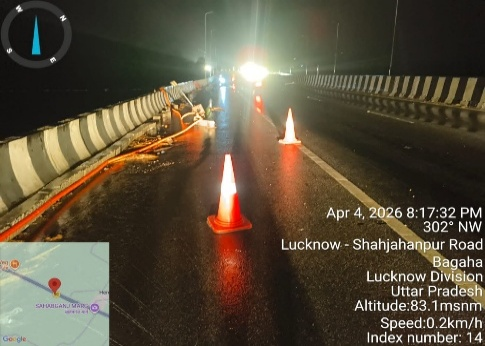 N
S
E
Apr 4, 2026 8:17:32 PM
302° NW
Lucknow - Shahjahanpur Road
Bagaha
Lucknow Division
Uttar Pradesh
Altitude:83.1msnm
Speed:0.2km/h
Index number: 14
Google